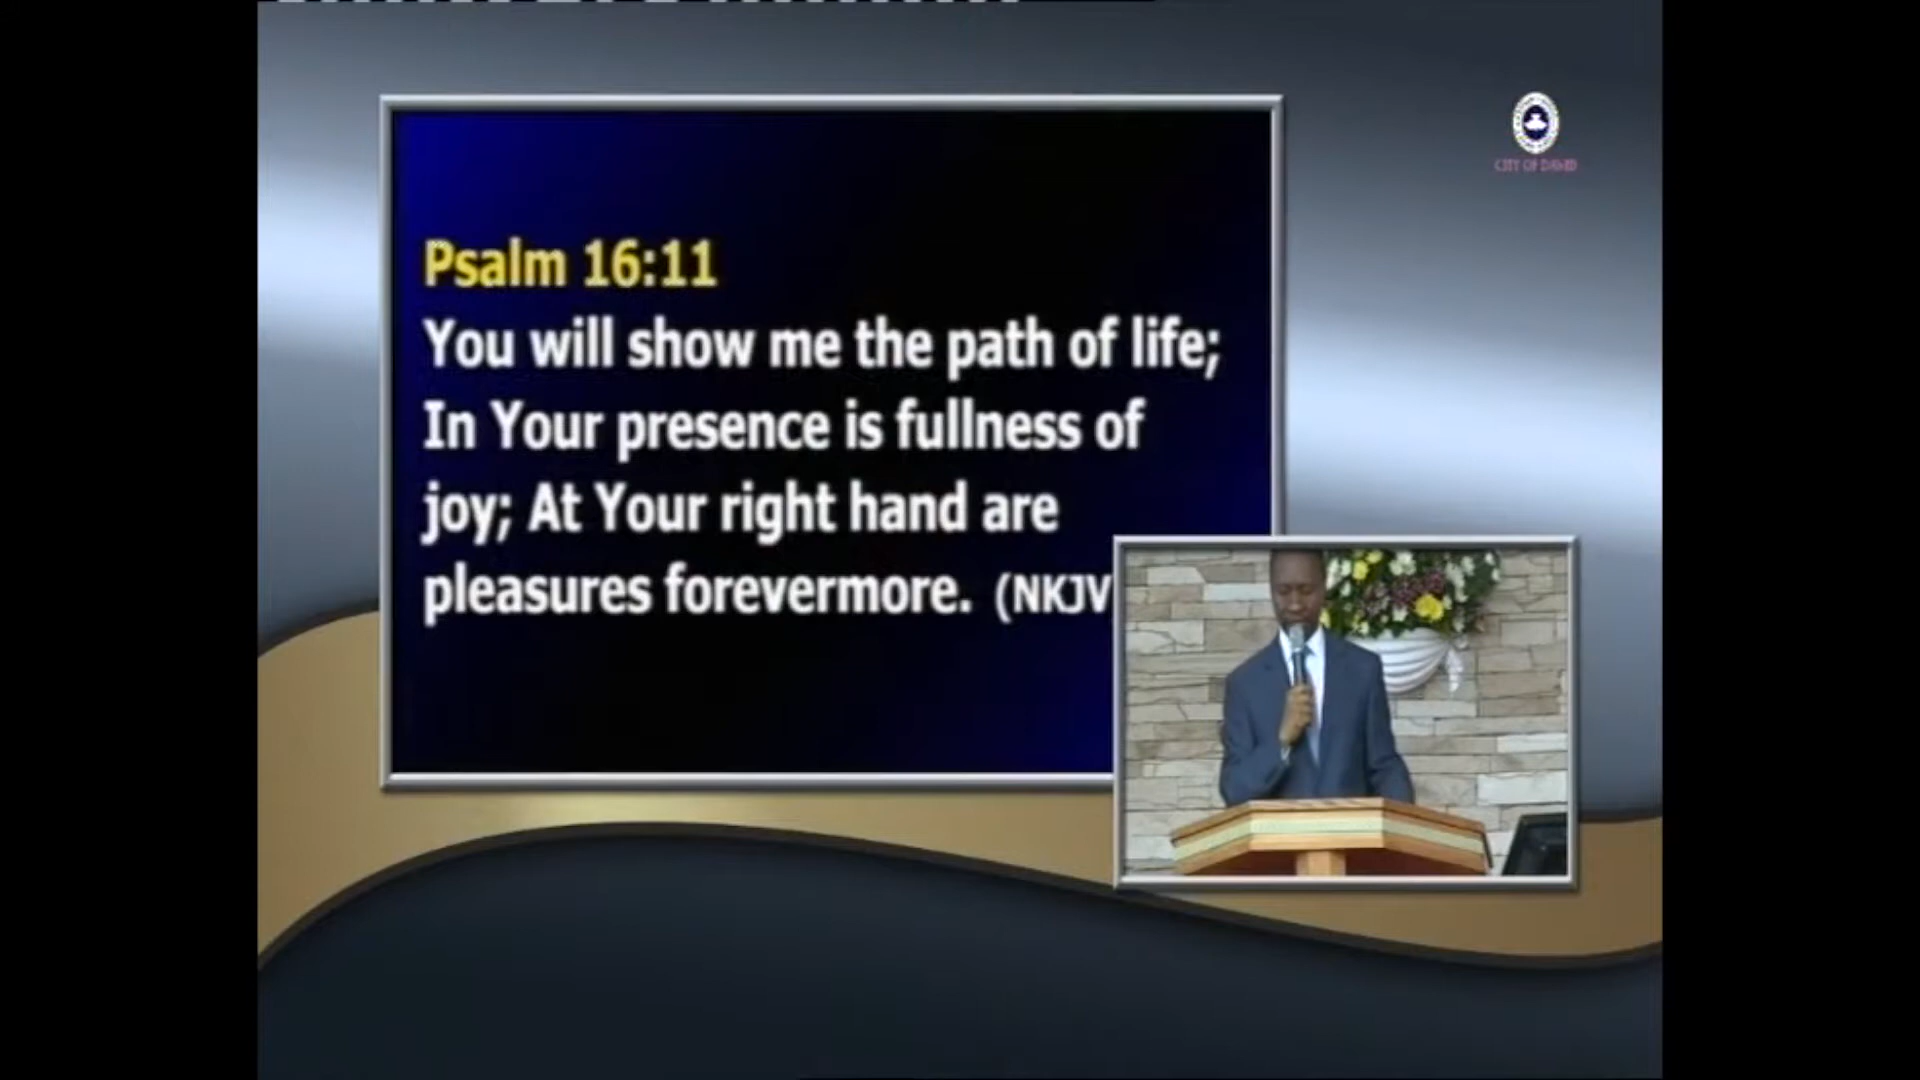 CITY OF DAVID
Psalm 16:11
You will show me the path of life;
In Your presence is fullness of
joy; At Your right hand are
pleasures forevermore. (NKJV